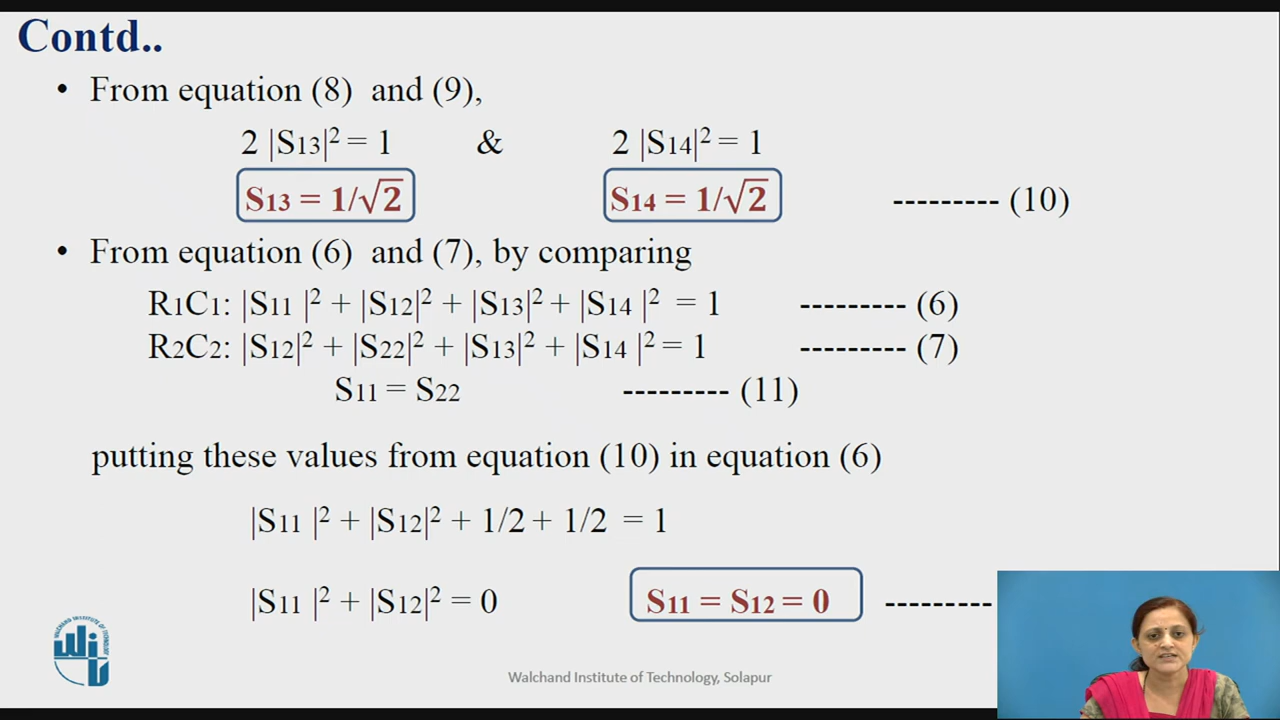 Contd..
• From equation (8) and (9),
2 |S13|² = 1 & 2 |S14|² = 1
S13 = 1/√2 S14 = 1/√2 --------- (10)
• From equation (6) and (7), by comparing
R1C1: |S11 |² + |S12|² + |S13|² + |S14 |² = 1 --------- (6)
R2C2: |S12|² + |S22|² + |S13|² + |S14 |² = 1 --------- (7)
S11 = S22 --------- (11)
putting these values from equation (10) in equation (6)
|S11 |² + |S12|² + 1/2 + 1/2 = 1
|S11 |² + |S12|² = 0 S11 = S12 = 0 ---------
Walchand Institute of Technology, Solapur